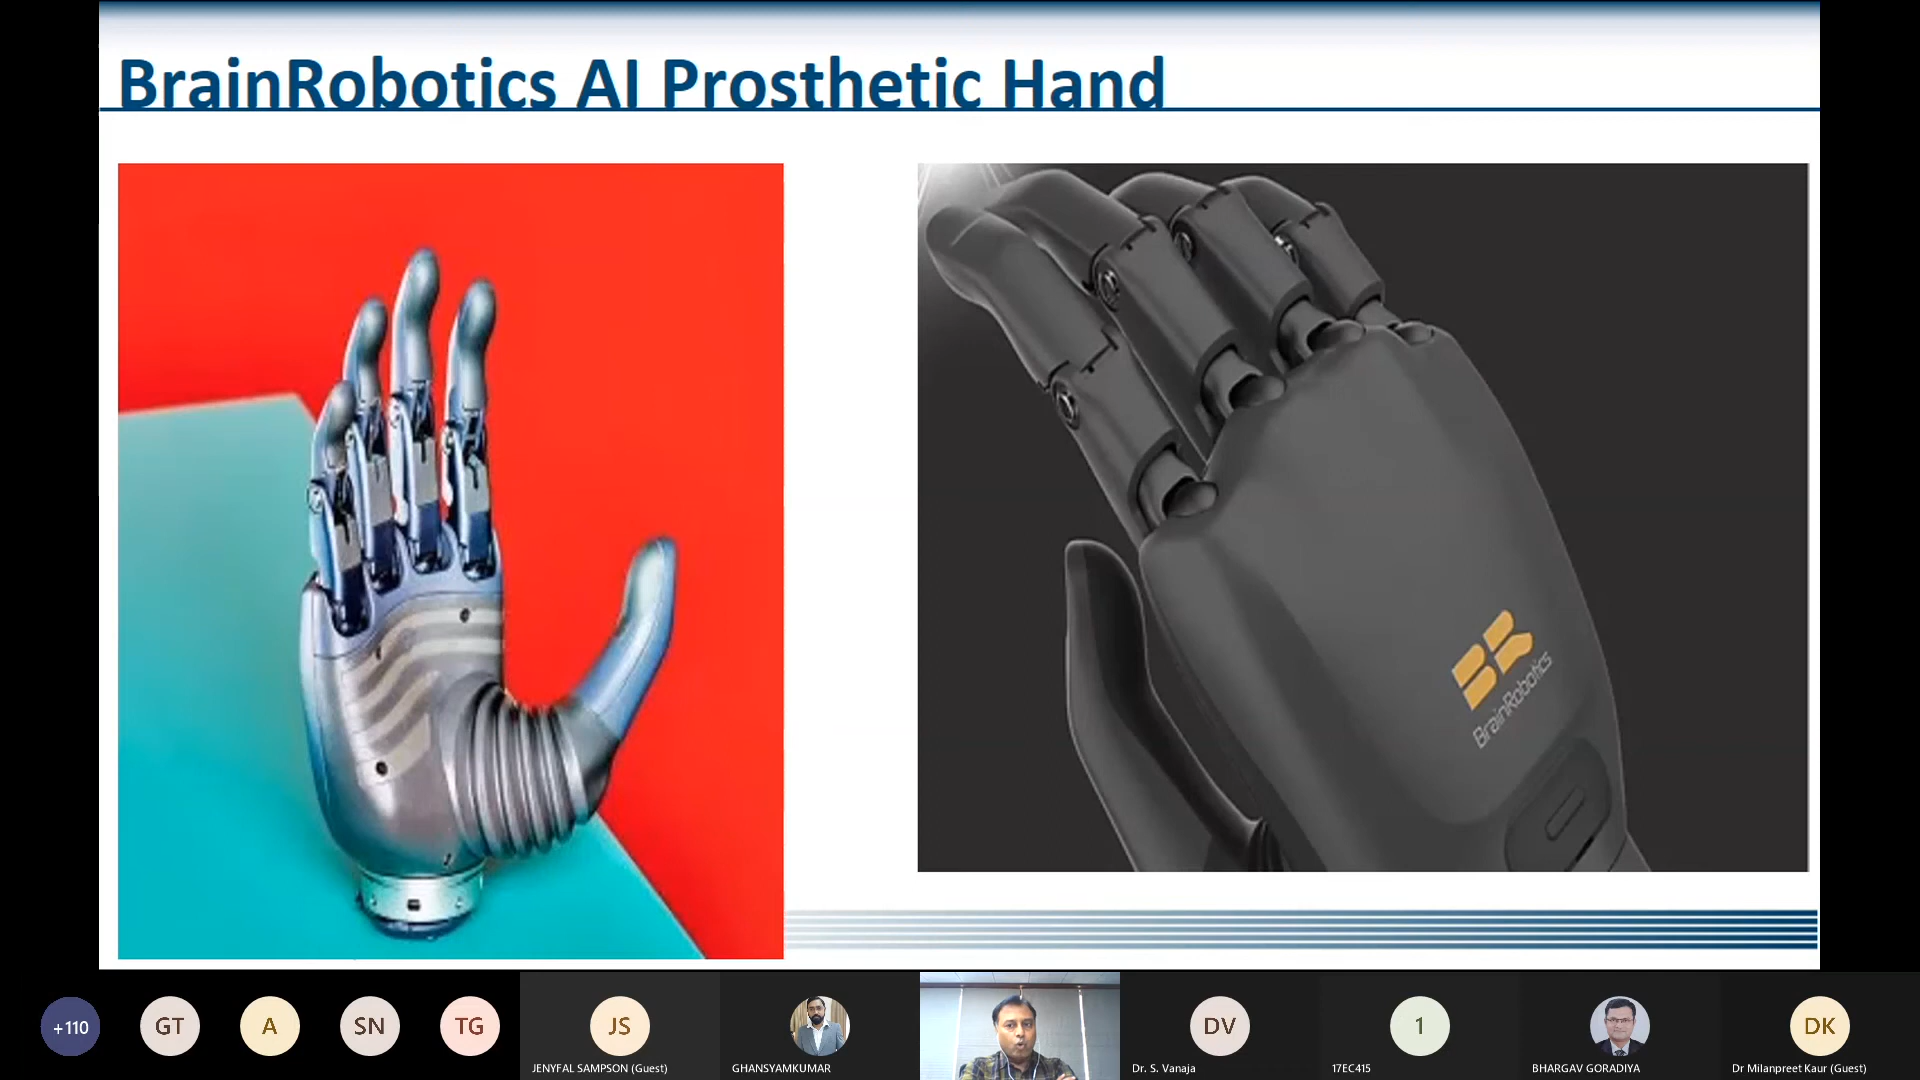 BrainRobotics AI Prosthetic Hand
BR
BrainRobotics
+110
GT
A
SN
TG
JS
JENYFAL SAMPSON (Guest)
GHANSYAMKUMAR
DV
Dr. S. Vanaja
1
17EC415
BHARGAV GORADIYA
DK
Dr Milanpreet Kaur (Guest)